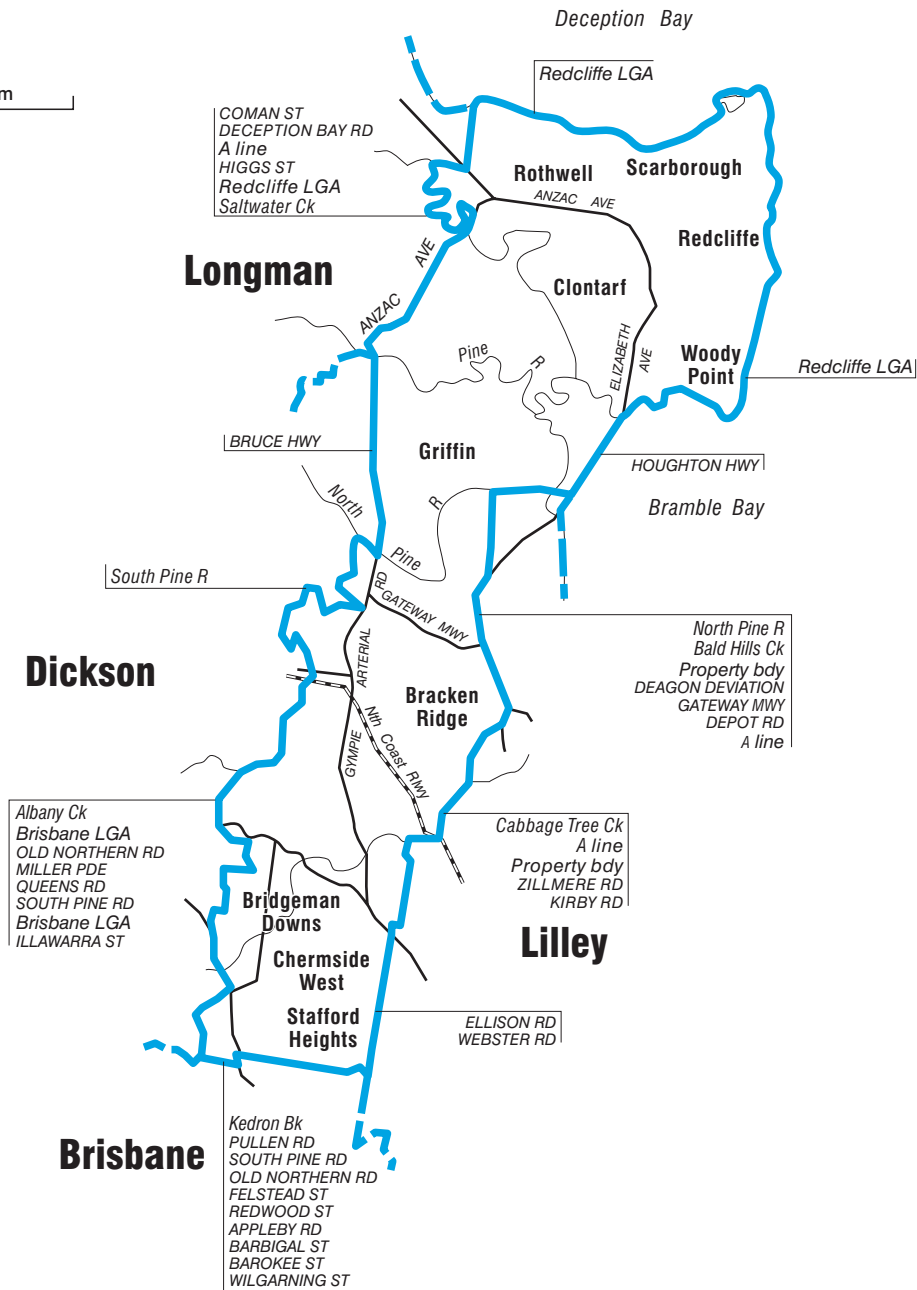 Deception Bay
m
Redcliffe LGA
COMAN ST
DECEPTION BAY RD
A line
HIGGS ST
Redcliffe LGA
Saltwater Ck
Rothwell
Scarborough
ANZAC AVE
Redcliffe
Longman
ANZAC AVE
Clontarf
Pine R
ELIZABETH AVE
Woody
Point
Redcliffe LGA
BRUCE HWY
Griffin
HOUGHTON HWY
North Pine R
Bramble Bay
South Pine R
GATEWAY MWY
North Pine R
Bald Hills Ck
Property bdy
DEAGON DEVIATION
GATEWAY MWY
DEPOT RD
A line
Dickson
GYMPIE ARTERIAL RD
Bracken
Ridge
Nth Coast Rlwy
Albany Ck
Brisbane LGA
OLD NORTHERN RD
MILLER PDE
QUEENS RD
SOUTH PINE RD
Brisbane LGA
ILLAWARRA ST
Cabbage Tree Ck
A line
Property bdy
ZILLMERE RD
KIRBY RD
Bridgeman
Downs
Lilley
Chermside
West
Stafford
Heights
ELLISON RD
WEBSTER RD
Brisbane
Kedron Bk
PULLEN RD
SOUTH PINE RD
OLD NORTHERN RD
FELSTEAD ST
REDWOOD ST
APPLEBY RD
BARBIGAL ST
BAROKEE ST
WILGARNING ST